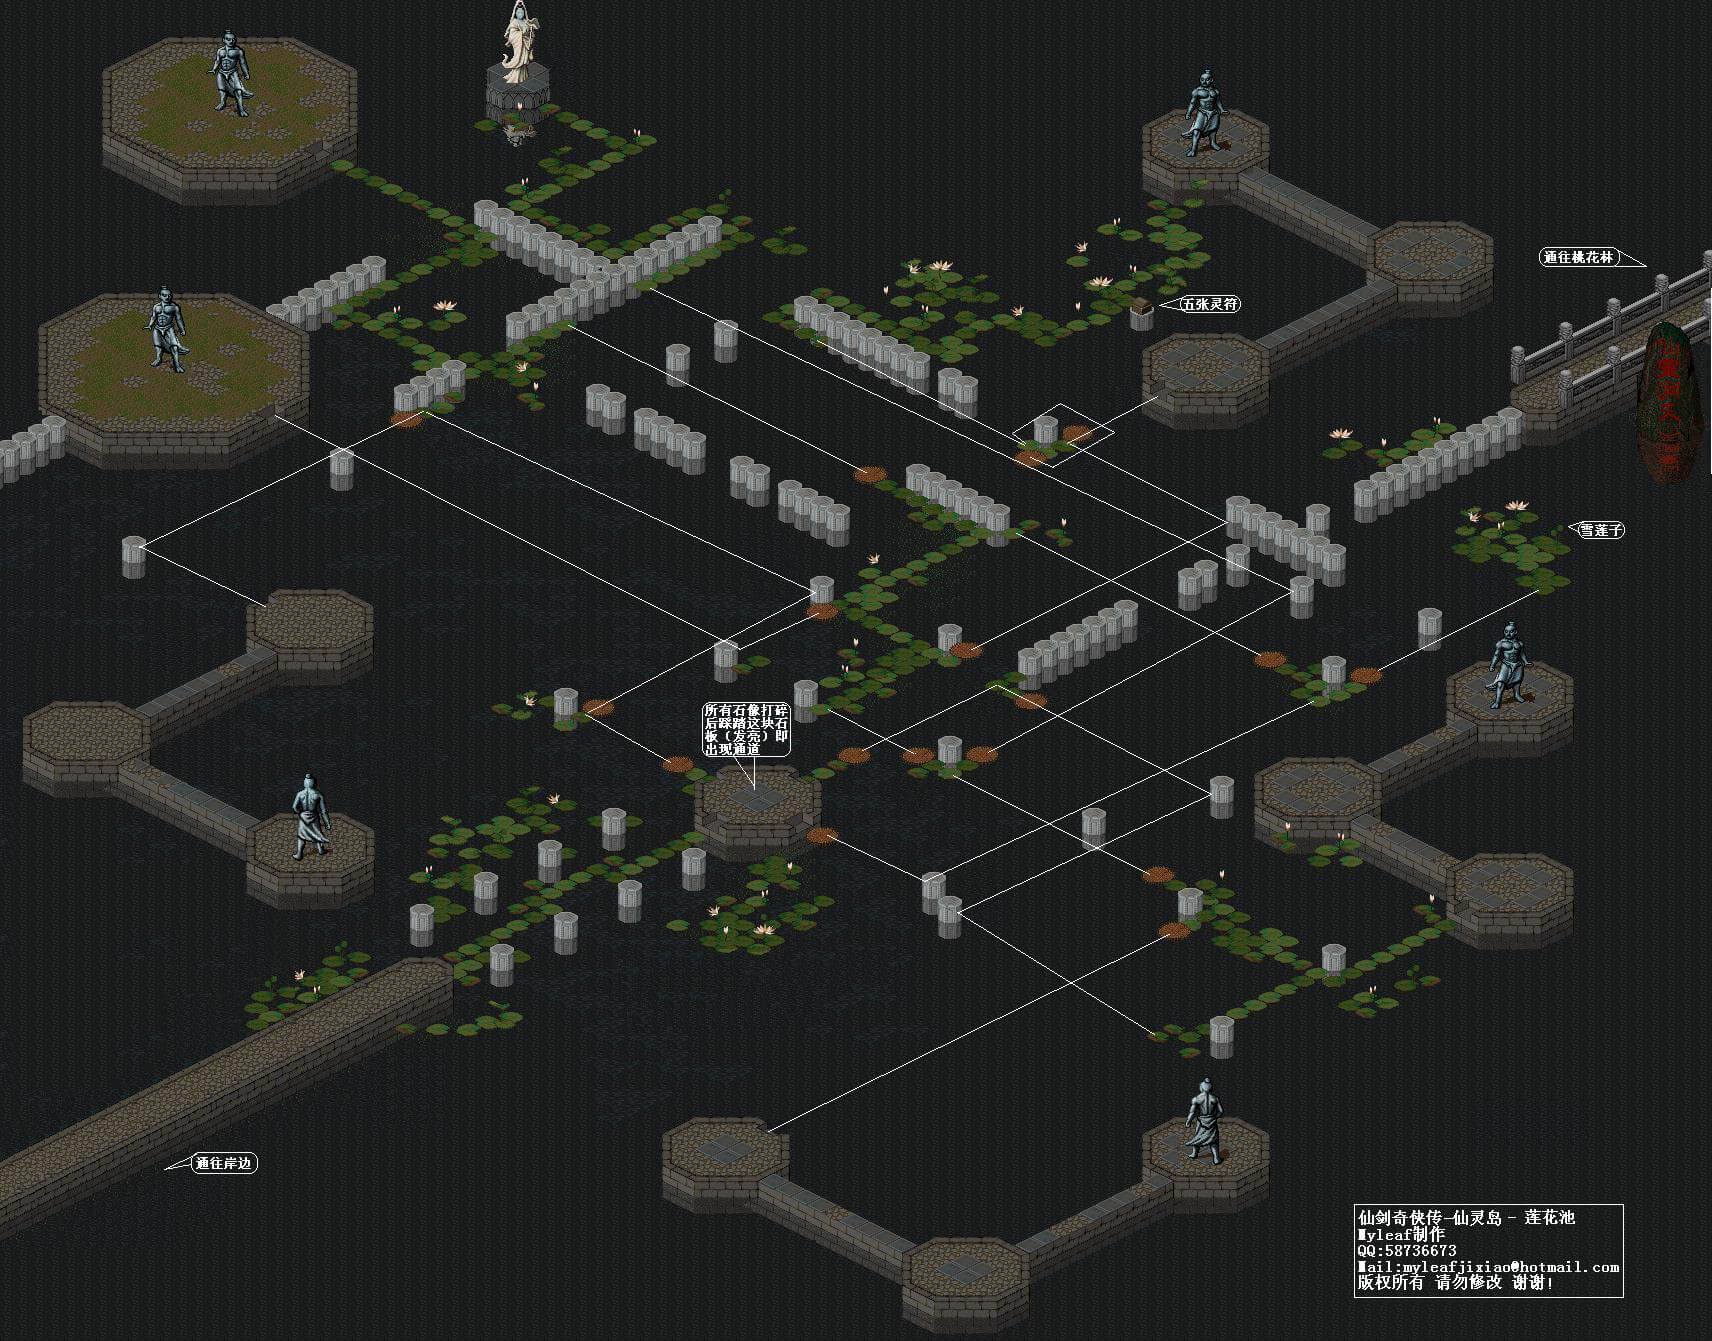 通往桃花林
五张灵符
雪莲子
所有石像打碎
后踩踏这块石
板（发亮）即
出现通道
通往岸边
仙剑奇侠传-仙灵岛 - 莲花池
Myleaf制作
QQ:58736673
Mail:myleafjixiao@hotmail.com
版权所有 请勿修改 谢谢!